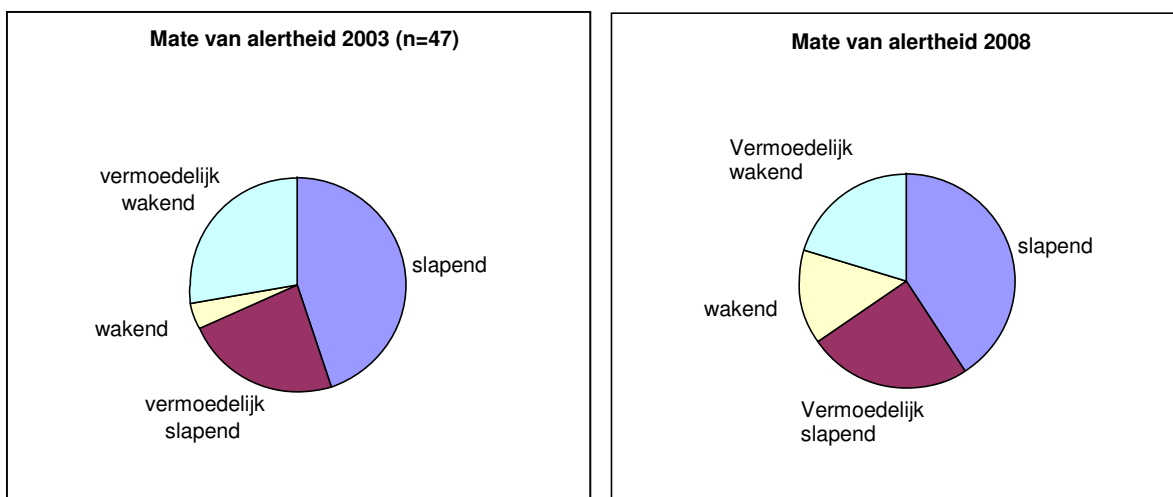 Mate van alertheid 2003 (n=47)
vermoedelijk
wakend
slapend
wakend
vermoedelijk
slapend
Mate van alertheid 2008
Vermoedelijk
wakend
slapend
wakend
Vermoedelijk
slapend